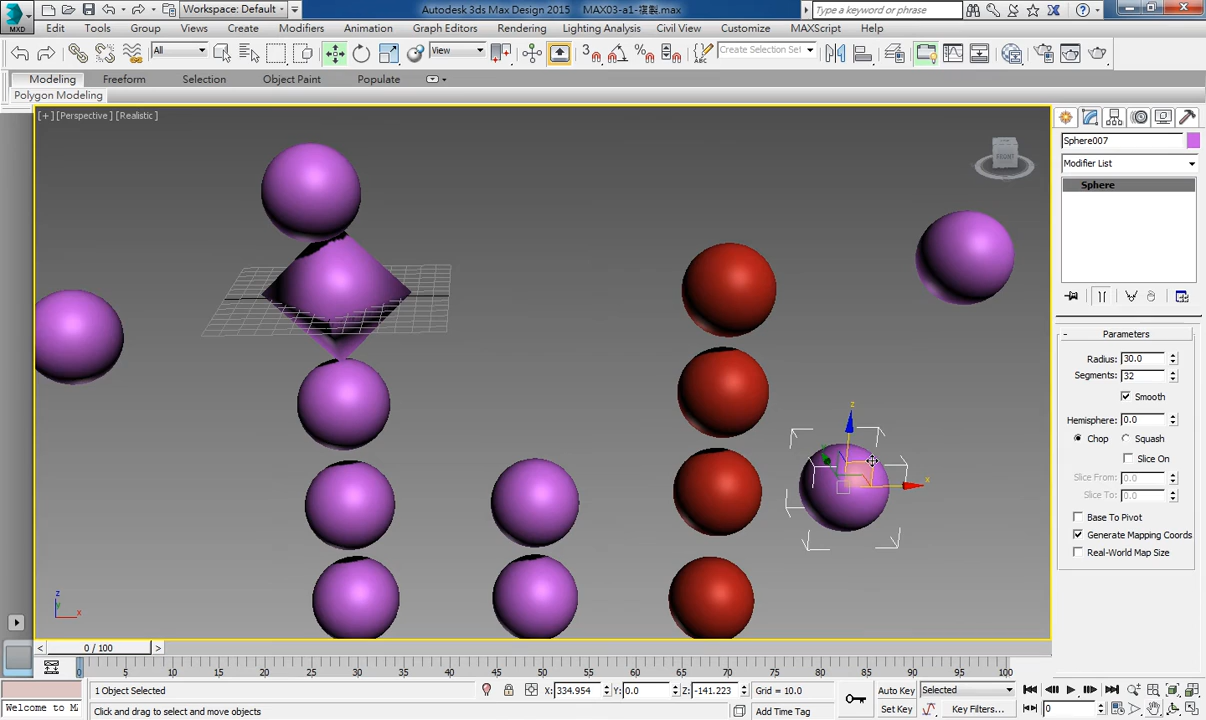 Workspace: Default
Autodesk 3ds Max Design 2015 MAX03-a1-複製.max
Type a keyword or phrase
MXD
Edit Tools Group Views Create Modifiers Animation Graph Editors Rendering Lighting Analysis Civil View Customize MAXScript Help
All
View
3
Create Selection Set
Modeling Freeform Selection Object Paint Populate
Polygon Modeling
[+] [Perspective] [Realistic]
FRONT
Sphere007
Modifier List
Sphere
- Parameters
Radius: 30.0
Segments: 32
Smooth
Hemisphere: 0.0
Chop Squash
Slice On
Slice From: 0.0
Slice To: 0.0
Base To Pivot
Generate Mapping Coords
Real-World Map Size
z
x
z
y
x
< 0 / 100 >
0 5 10 15 20 25 30 35 40 45 50 55 60 65 70 75 80 85 90 95 100
1 Object Selected
X: 334.954 Y: 0.0 Z: -141.223 Grid = 10.0
Auto Key Selected
Welcome to M
Click and drag to select and move objects
Add Time Tag
Set Key Key Filters... 0